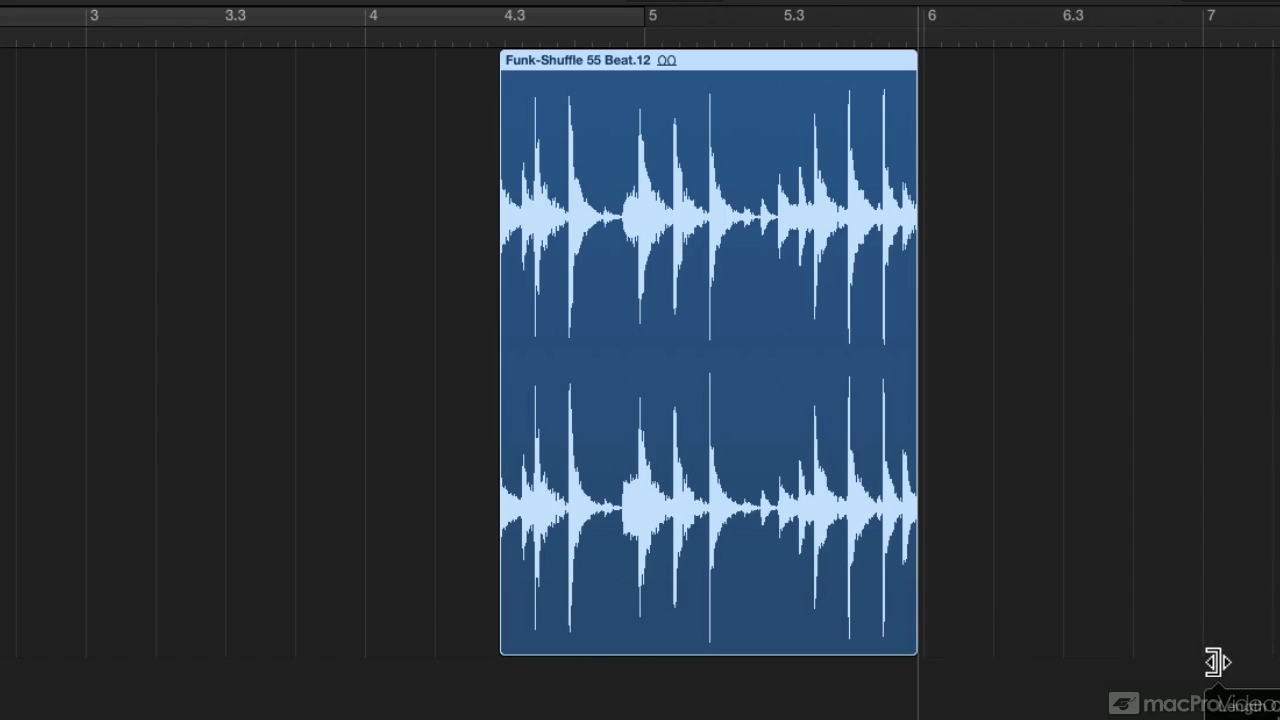 3 3.3 4 4.3 5 5.3 6 6.3 7
Funk-Shuffle 55 Beat.12
macProVideo
Length